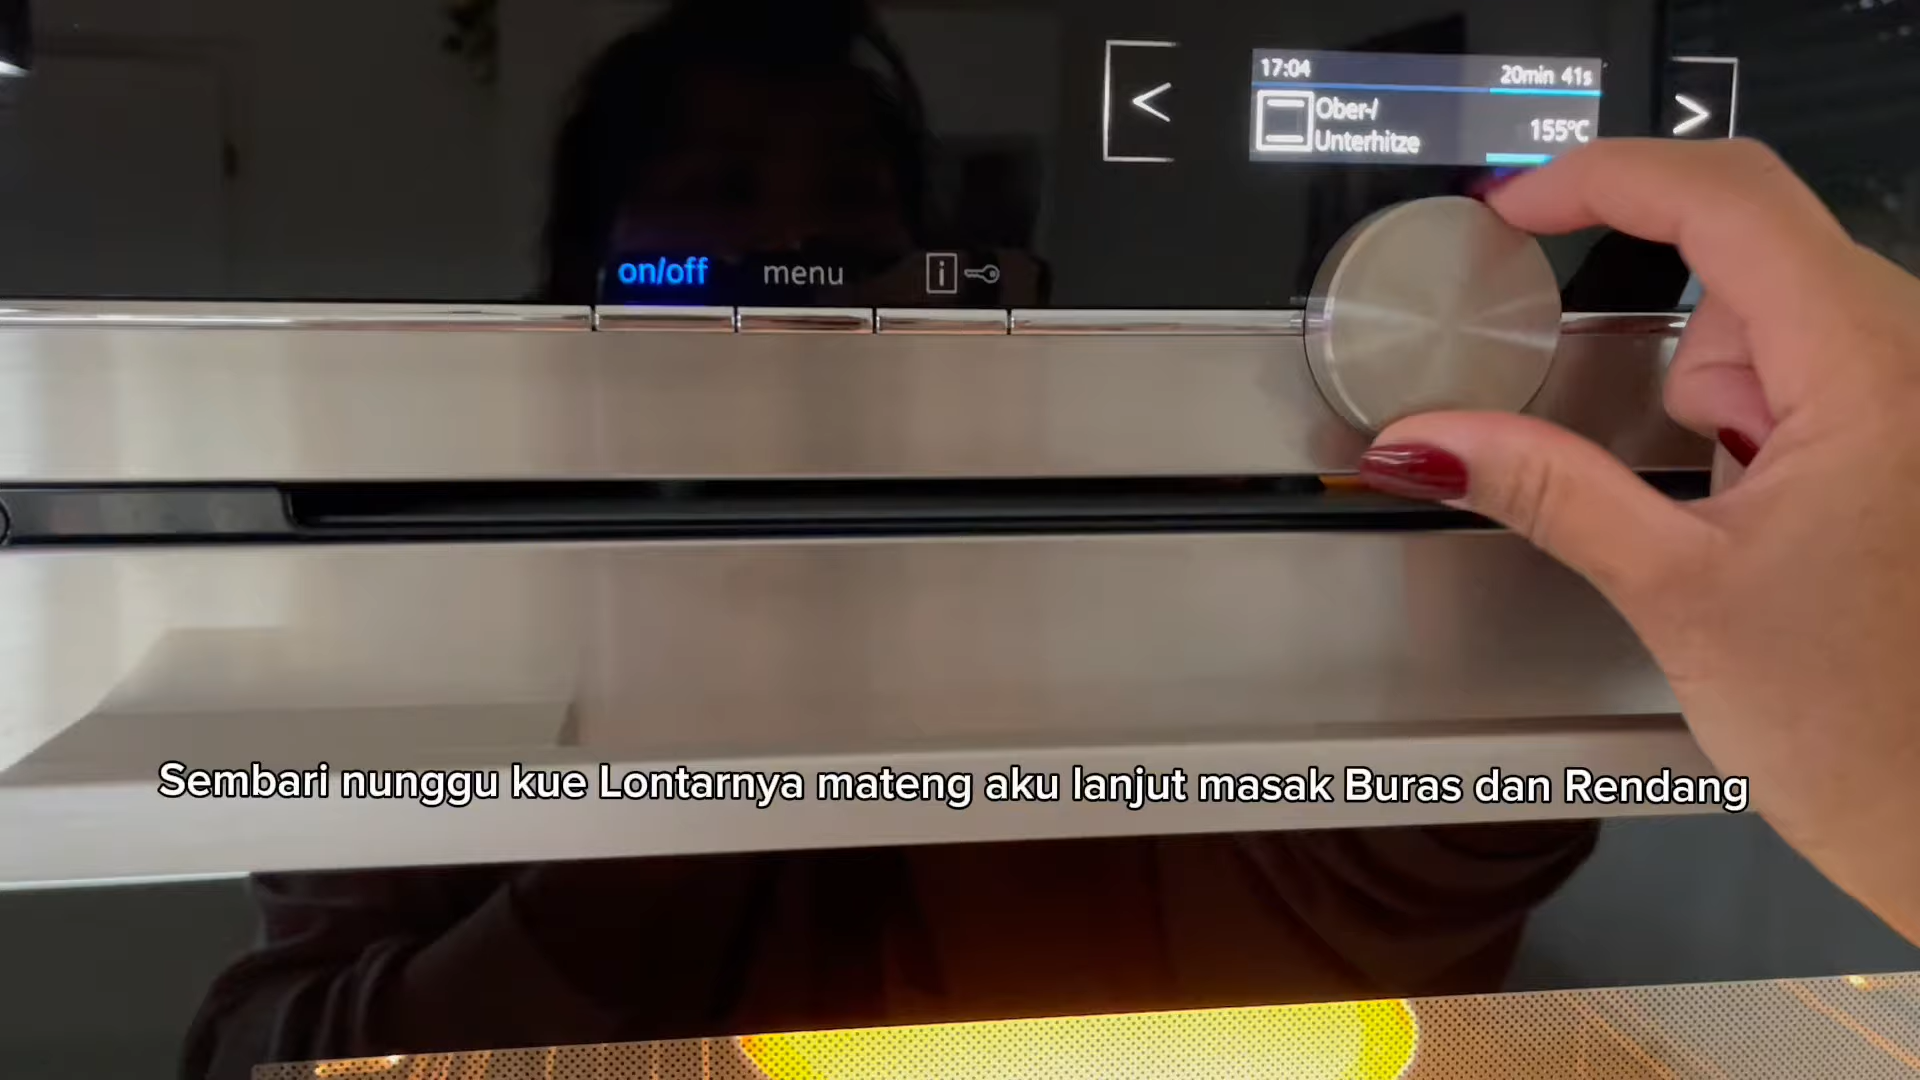 17:04
20min 41s
Ober-/
Unterhitze
155°C
on/off
menu
i
Sembari nunggu kue Lontarnya mateng aku lanjut masak Buras dan Rendang